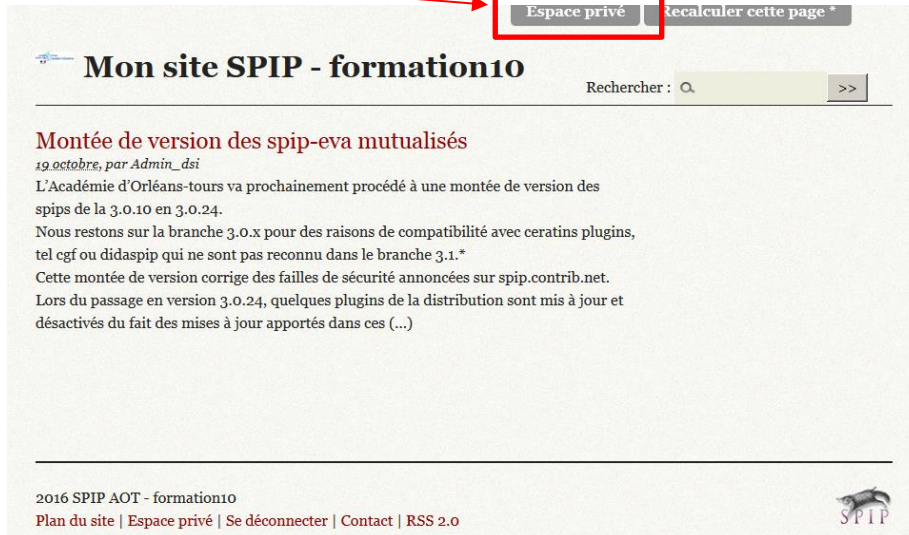 Espace privé Recalculer cette page *
Mon site SPIP - formation10
Rechercher : >>
Montée de version des spip-eva mutualisés
19 octobre, par Admin_dsi
L'Académie d'Orléans-tours va prochainement procédé à une montée de version des
spips de la 3.0.10 en 3.0.24.
Nous restons sur la branche 3.0.x pour des raisons de compatibilité avec ceratins plugins,
tel cgf ou didaspip qui ne sont pas reconnu dans le branche 3.1.*
Cette montée de version corrige des failles de sécurité annoncées sur spip.contrib.net.
Lors du passage en version 3.0.24, quelques plugins de la distribution sont mis à jour et
désactivés du fait des mises à jour apportés dans ces (...)
2016 SPIP AOT - formation10
Plan du site | Espace privé | Se déconnecter | Contact | RSS 2.0
SPIP